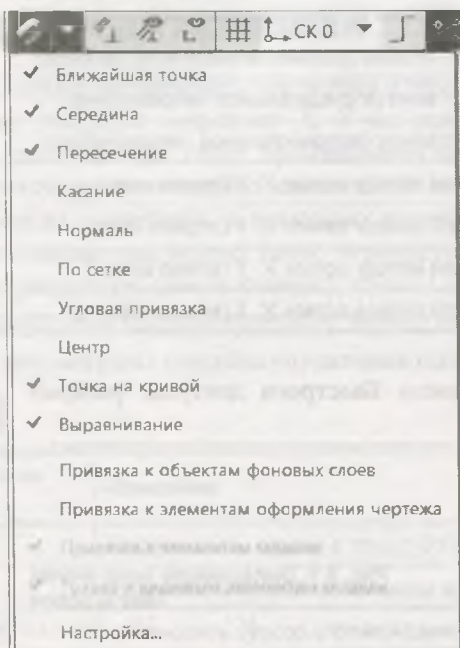 СК 0
Ближайшая точка
Середина
Пересечение
Касание
Нормаль
По сетке
Угловая привязка
Центр
Точка на кривой
Выравнивание
Привязка к объектам фоновых слоев
Привязка к элементам оформления чертежа
Настройка...